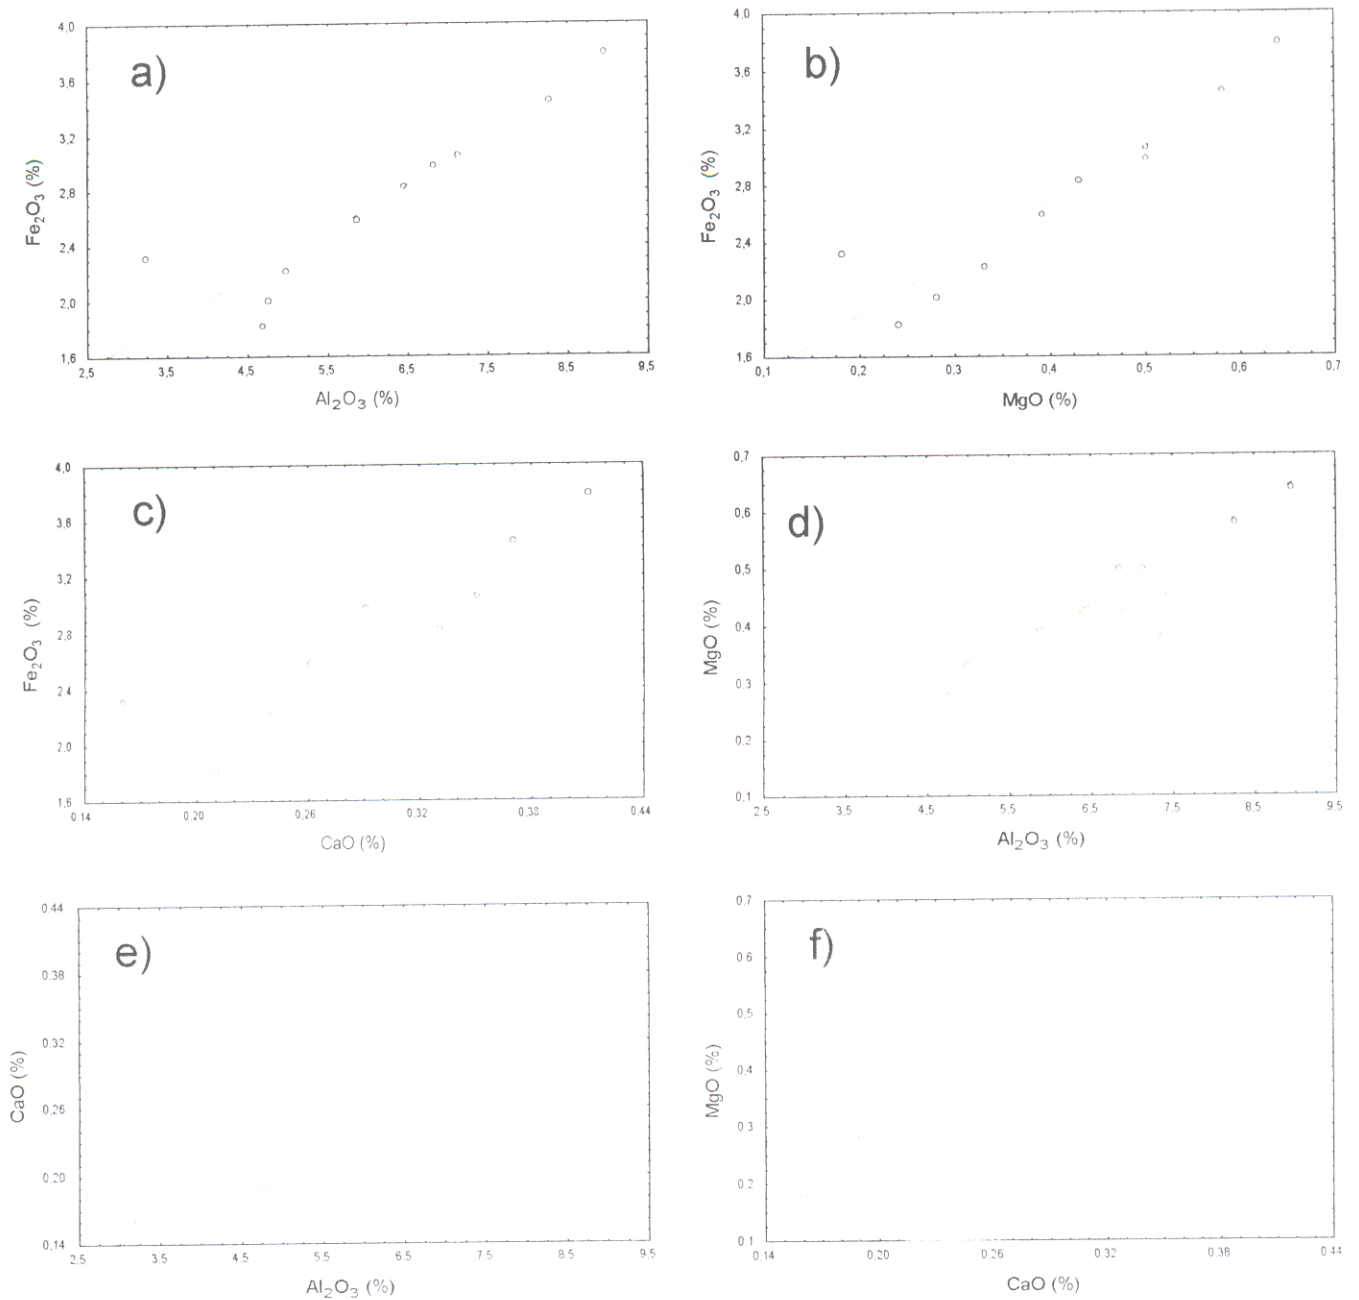 a)
4,0
3,6
3,2
2,8
2,4
2,0
1,6
Fe₂O₃ (%)
2,5 3,5 4,5 5,5 6,5 7,5 8,5 9,5
Al₂O₃ (%)
b)
4,0
3,6
3,2
2,8
2,4
2,0
1,6
Fe₂O₃ (%)
0,1 0,2 0,3 0,4 0,5 0,6 0,7
MgO (%)
c)
4,0
3,6
3,2
2,8
2 4
2,0
1,6
Fe₂O₃ (%)
0.14 0,20 0,26 0,32 0,38 0.44
CaO (%)
d)
0,7
0,6
0,5
0,4
0.3
0,2
0.1
MgO (%)
2 5 3,5 4,5 5,5 6,5 7,5 8.5 9.5
Al₂O₃ (%)
e)
0.44
0,38
0.32
0,26
0,20
0,14
CaO (%)
2.5 3.5 4.5 5.5 6.5 7.5 8.5 9.5
Al₂O₃ (%)
f)
0.7
0.6
0.5
0.4
0.3
0.2
0.1
MgO (%)
0.14 0,20 0.26 0.32 0.38 0.44
CaO (%)